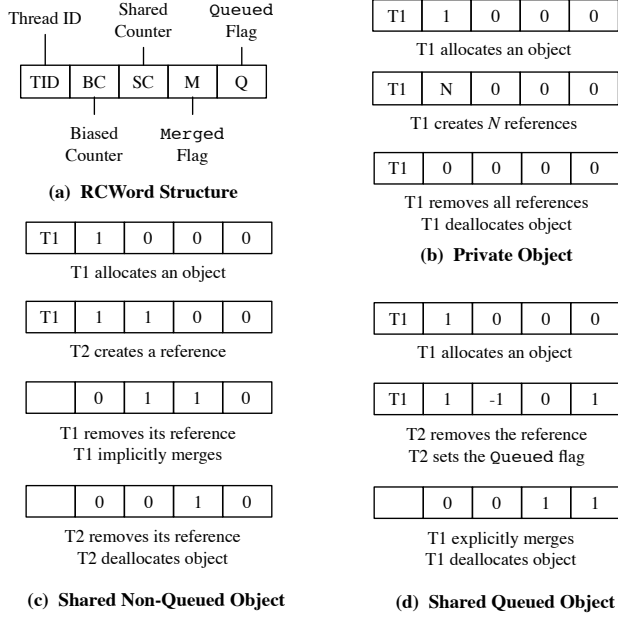 Thread ID
Shared
Counter
Queued
Flag
TID BC SC M Q
Biased
Counter
Merged
Flag
(a) RCWord Structure
T1 1 0 0 0
T1 allocates an object
T1 N 0 0 0
T1 creates N references
T1 0 0 0 0
T1 removes all references
T1 deallocates object
(b) Private Object
T1 1 0 0 0
T1 allocates an object
T1 1 1 0 0
T2 creates a reference
0 1 1 0
T1 removes its reference
T1 implicitly merges
0 0 1 0
T2 removes its reference
T2 deallocates object
(c) Shared Non-Queued Object
T1 1 0 0 0
T1 allocates an object
T1 1 -1 0 1
T2 removes the reference
T2 sets the Queued flag
0 0 1 1
T1 explicitly merges
T1 deallocates object
(d) Shared Queued Object